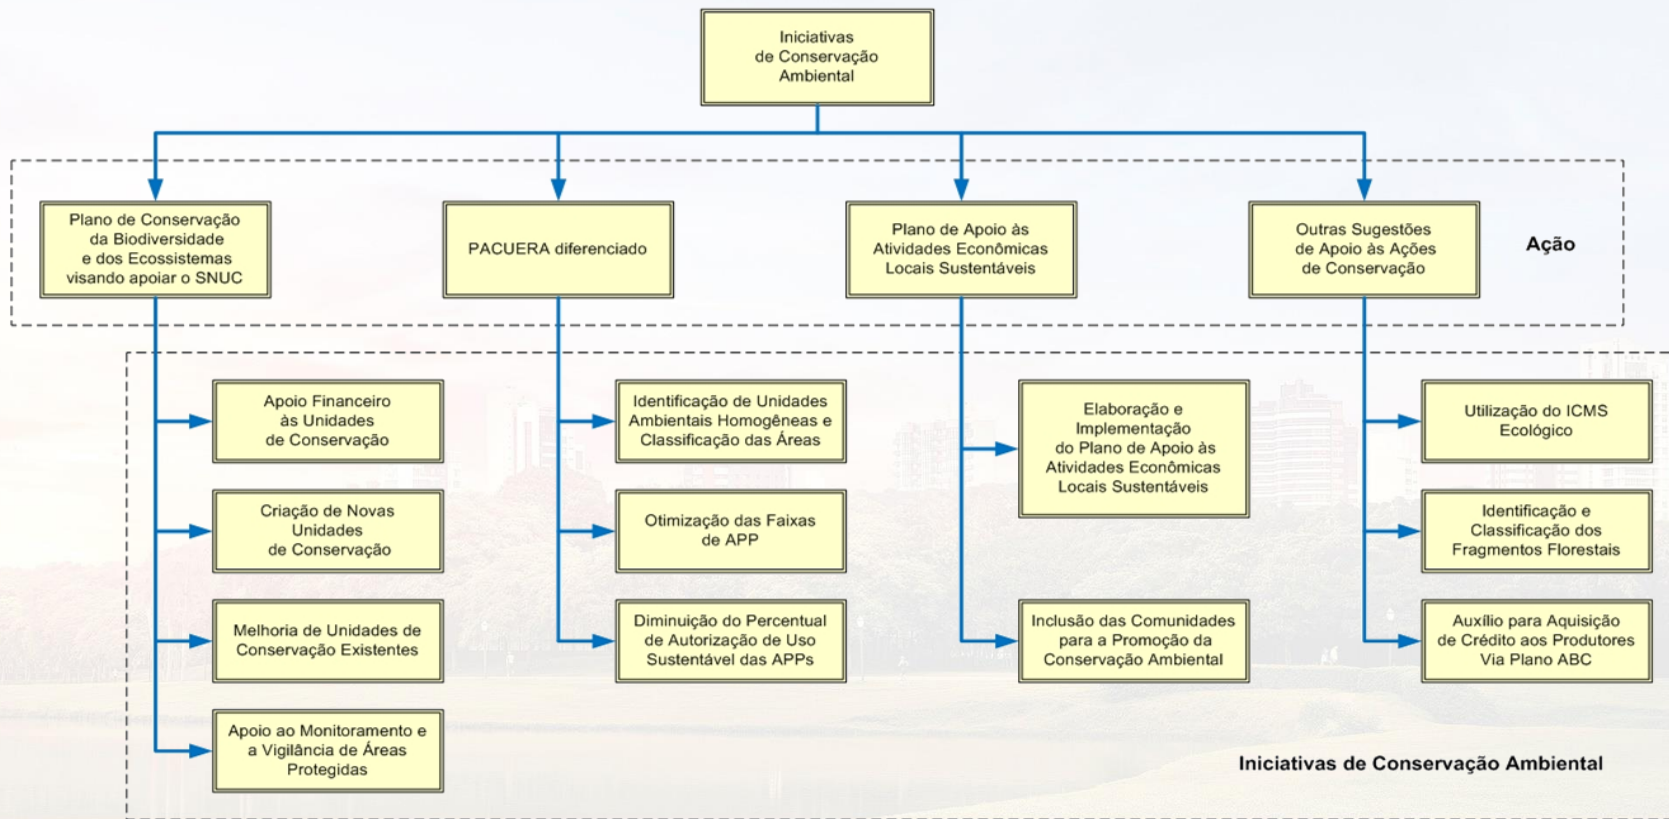 Iniciativas
de Conservação
Ambiental
Plano de Conservação
da Biodiversidade
e dos Ecossistemas
visando apoiar o SNUC
PACUERA diferenciado
Plano de Apoio às
Atividades Econômicas
Locais Sustentáveis
Outras Sugestões
de Apoio às Ações
de Conservação
Ação
Apoio Financeiro
às Unidades
de Conservação
Criação de Novas
Unidades
de Conservação
Melhoria de Unidades de
Conservação Existentes
Apoio ao Monitoramento e
a Vigilância de Áreas
Protegidas
Identificação de Unidades
Ambientais Homogêneas e
Classificação das Áreas
Otimização das Faixas
de APP
Diminuição do Percentual
de Autorização de Uso
Sustentável das APPs
Elaboração e
Implementação
do Plano de Apoio às
Atividades Econômicas
Locais Sustentáveis
Inclusão das Comunidades
para a Promoção da
Conservação Ambiental
Utilização do ICMS
Ecológico
Identificação e
Classificação dos
Fragmentos Florestais
Auxílio para Aquisição
de Crédito aos Produtores
Via Plano ABC
Iniciativas de Conservação Ambiental